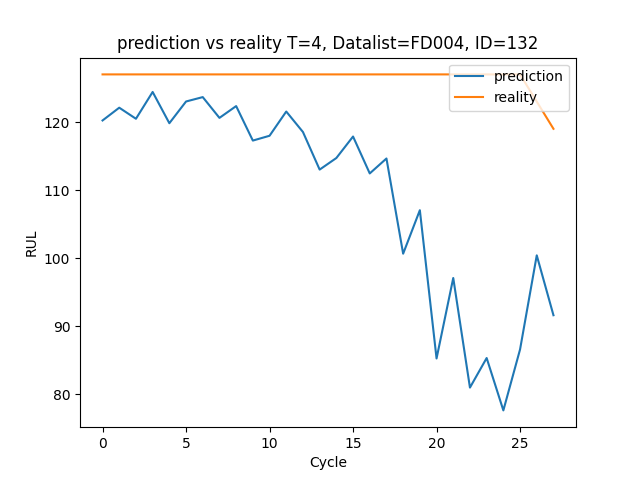 prediction vs reality T=4, Datalist=FD004, ID=132
prediction
reality
RUL
120
110
100
90
80
0 5 10 15 20 25
Cycle